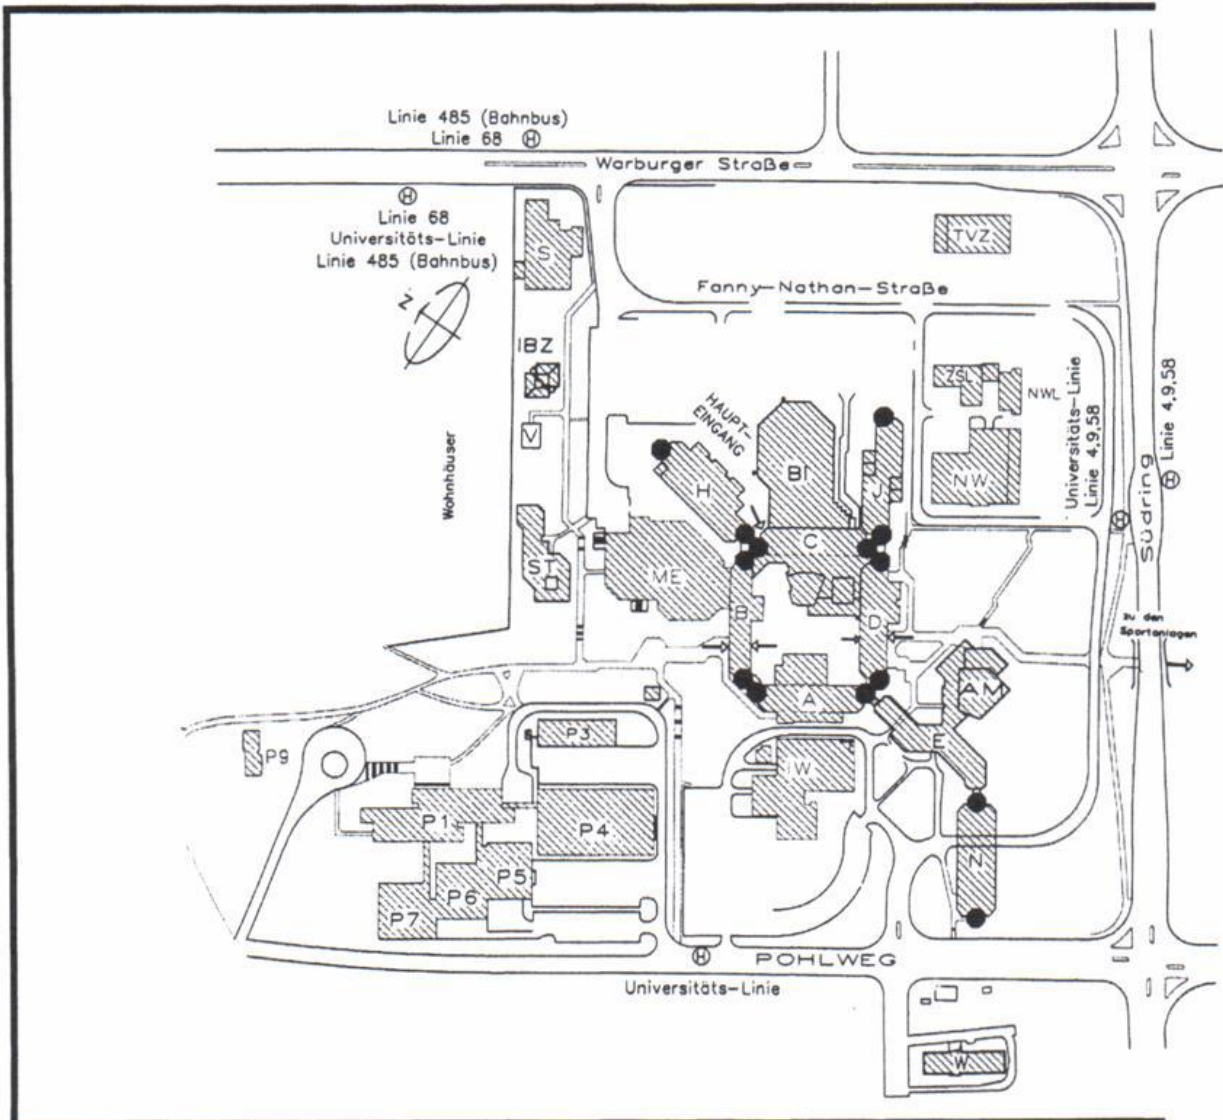 Linie 485 (Bahnbus)
Linie 68 H
Warburger Straße
H
Linie 68
Universitäts-Linie
Linie 485 (Bahnbus)
S
TVZ
Fanny-Nathan-Straße
N
IBZ
V
Wohnhäuser
ST
HAUPT-
EINGANG
H
BI
J
ZSL
NWL
NW
Universitäts-Linie
Linie 4,9,58
H
SÜDRING
H Linie 4,9,58
C
ME
B
D
zu den
Sportanlagen
A
AM
E
P3
P9
IW
P1
P4
P5
P6
P7
N
H
POHLWEG
Universitäts-Linie
W